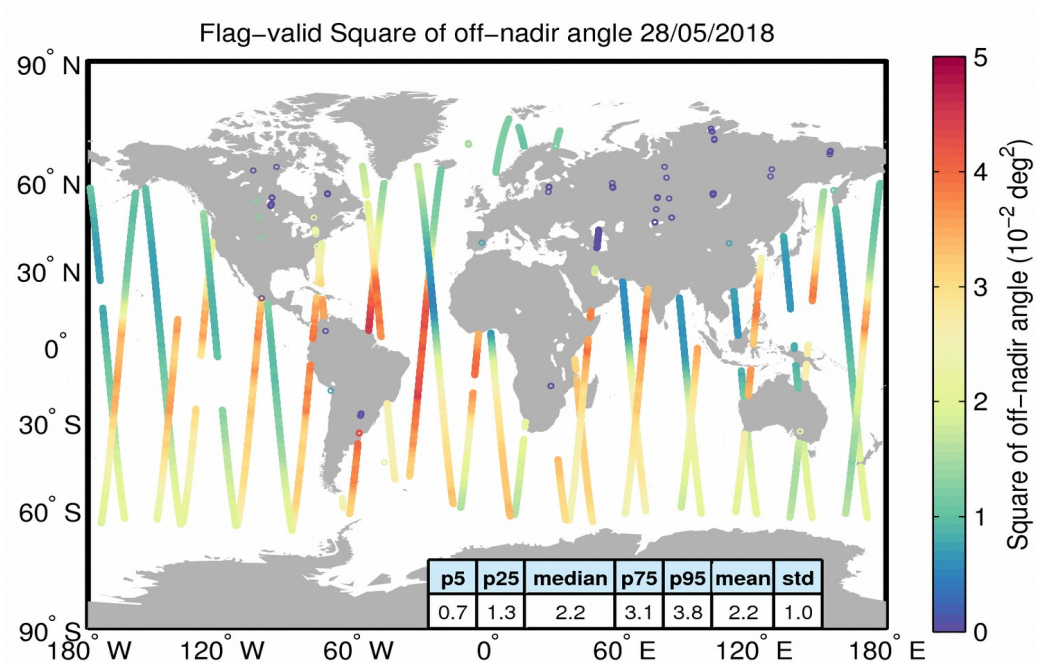 Flag−valid Square of off−nadir angle 28/05/2018
90° N
60° N
30° N
0°
30° S
60° S
90° S
180° W
120° W
60° W
0°
60° E
120° E
180° E
p5 p25 median p75 p95 mean std
0.7 1.3 2.2 3.1 3.8 2.2 1.0
5
4
3
2
1
0
Square of off−nadir angle (10⁻² deg²)